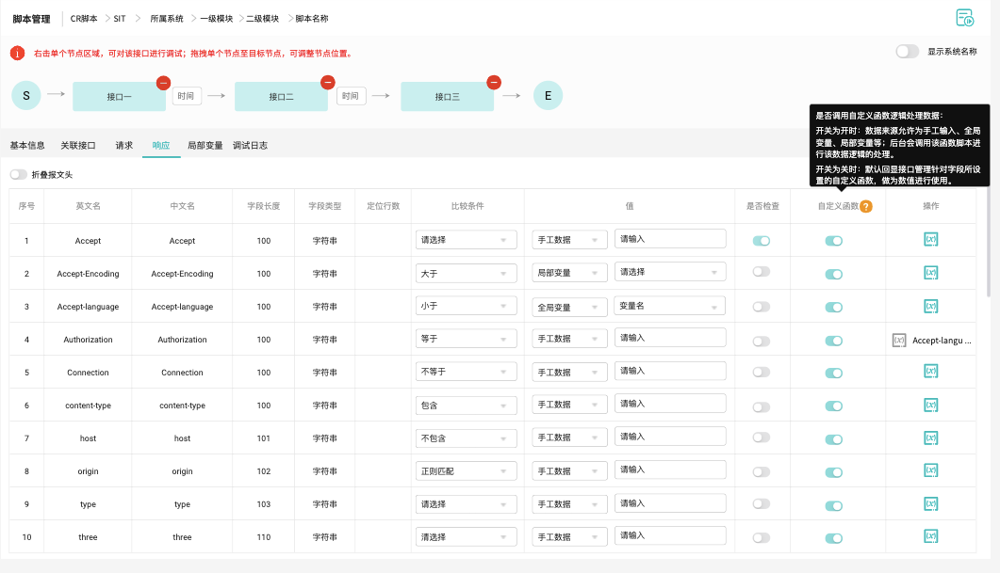 脚本管理 CR脚本 SIT 所属系统 一级模块 二级模块 脚本名称
右击单个节点区域，可对该接口进行调试；拖拽单个节点至目标节点，可调整节点位置。
显示系统名称
S 接口一 时间 接口二 时间 接口三 E
是否调用自定义函数逻辑处理数据：
开关为开时：数据来源允许为手工输入、全局
变量、局部变量等；后台会调用该函数脚本进
行该数据逻辑的处理。
开关为关时：默认回显接口管理针对字段所设
置的自定义函数，做为数值进行使用。
基本信息 关联接口 请求 响应 局部变量 调试日志
折叠报文头
序号 英文名 中文名 字段长度 字段类型 定位行数 比较条件 值 是否检查 自定义函数 ? 操作
1 Accept Accept 100 字符串 请选择 手工数据 请输入 (x)
2 Accept-Encoding Accept-Encoding 100 字符串 大于 局部变量 请选择 (x)
3 Accept-language Accept-language 100 字符串 小于 全局变量 变量名 (x)
4 Authorization Authorization 100 字符串 等于 手工数据 请输入 (x) Accept-langu ...
5 Connection Connection 100 字符串 不等于 手工数据 请输入 (x)
6 content-type content-type 100 字符串 包含 手工数据 请输入 (x)
7 host host 101 字符串 不包含 手工数据 请输入 (x)
8 origin origin 102 字符串 正则匹配 手工数据 请输入 (x)
9 type type 103 字符串 请选择 手工数据 请输入 (x)
10 three three 110 字符串 请选择 手工数据 请输入 (x)